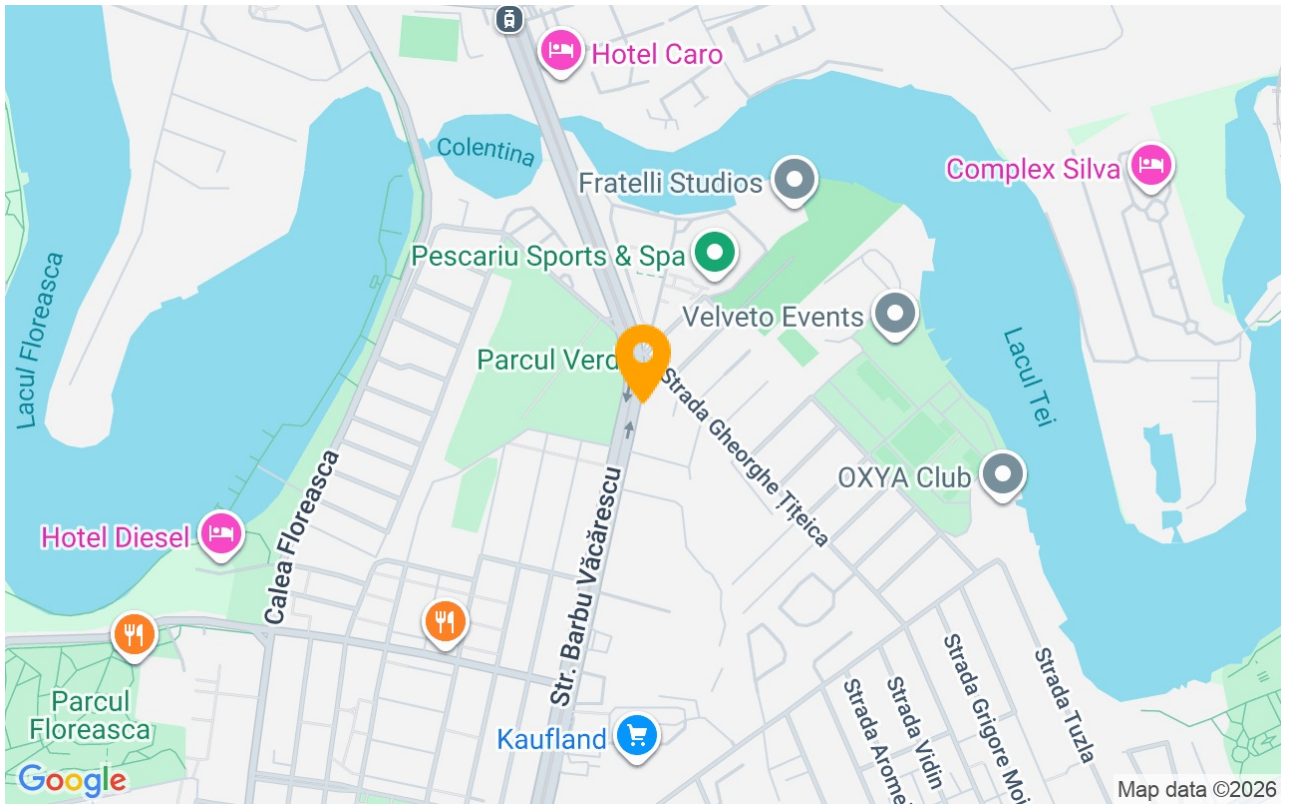 Hotel Caro
Colentina
Fratelli Studios
Complex Silva
Pescariu Sports & Spa
Lacul Floreasca
Velveto Events
Parcul Verd
Strada Gheorghe Țițeica
Lacul Tei
OXYA Club
Hotel Diesel
Calea Floreasca
Str. Barbu Văcărescu
Parcul
Floreasca
Kaufland
Strada Arome
Strada Vidin
Strada Grigore Moi
Strada Tuzla
Google
Map data ©2026